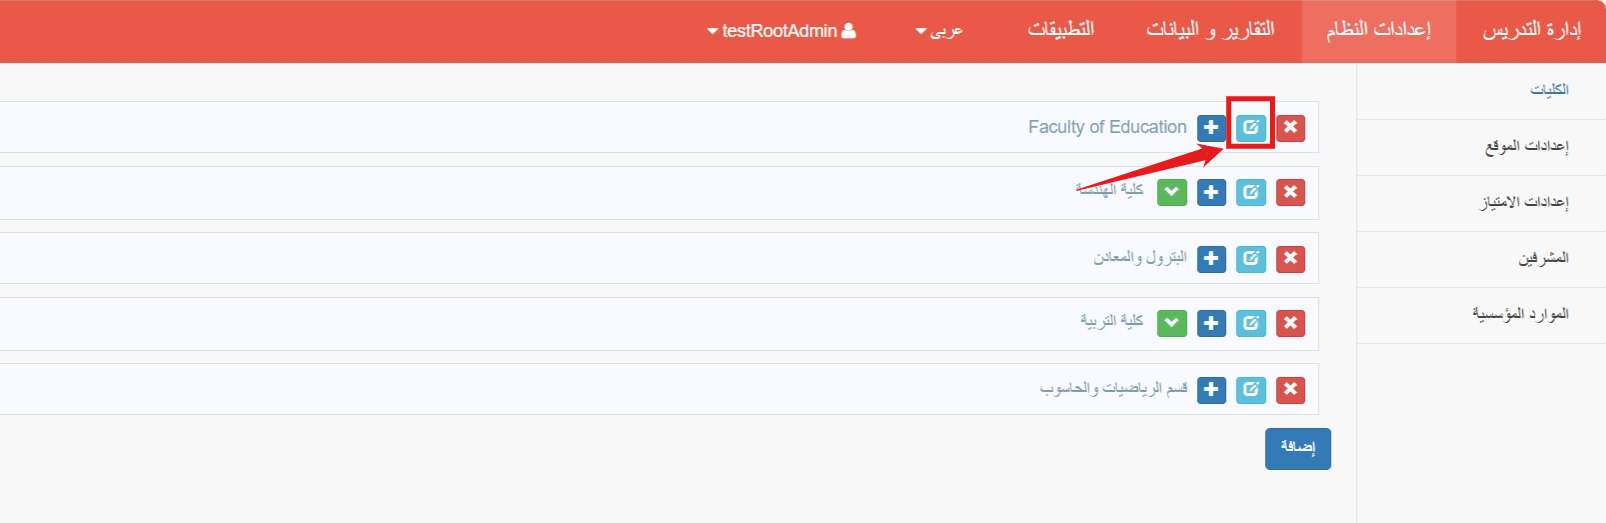 إدارة التدريس
إعدادات النظام
التقارير و البيانات
التطبيقات
عربى
testRootAdmin
الكليات
إعدادات الموقع
إعدادات الامتياز
المشرفين
الموارد المؤسسية
Faculty of Education
كلية الهندسة
البترول والمعادن
كلية التربية
قسم الرياضيات والحاسوب
إضافة